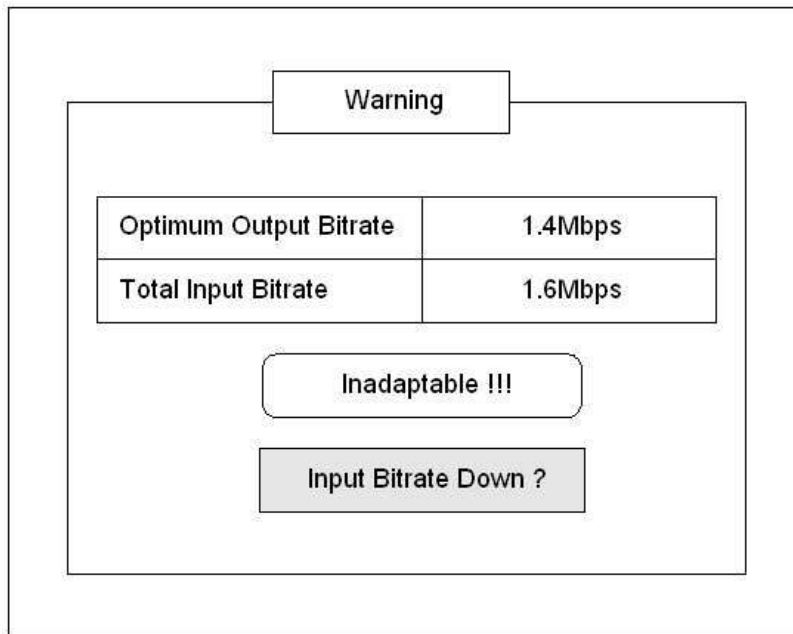 Warning
Optimum Output Bitrate 1.4Mbps
Total Input Bitrate 1.6Mbps
Inadaptable !!!
Input Bitrate Down ?